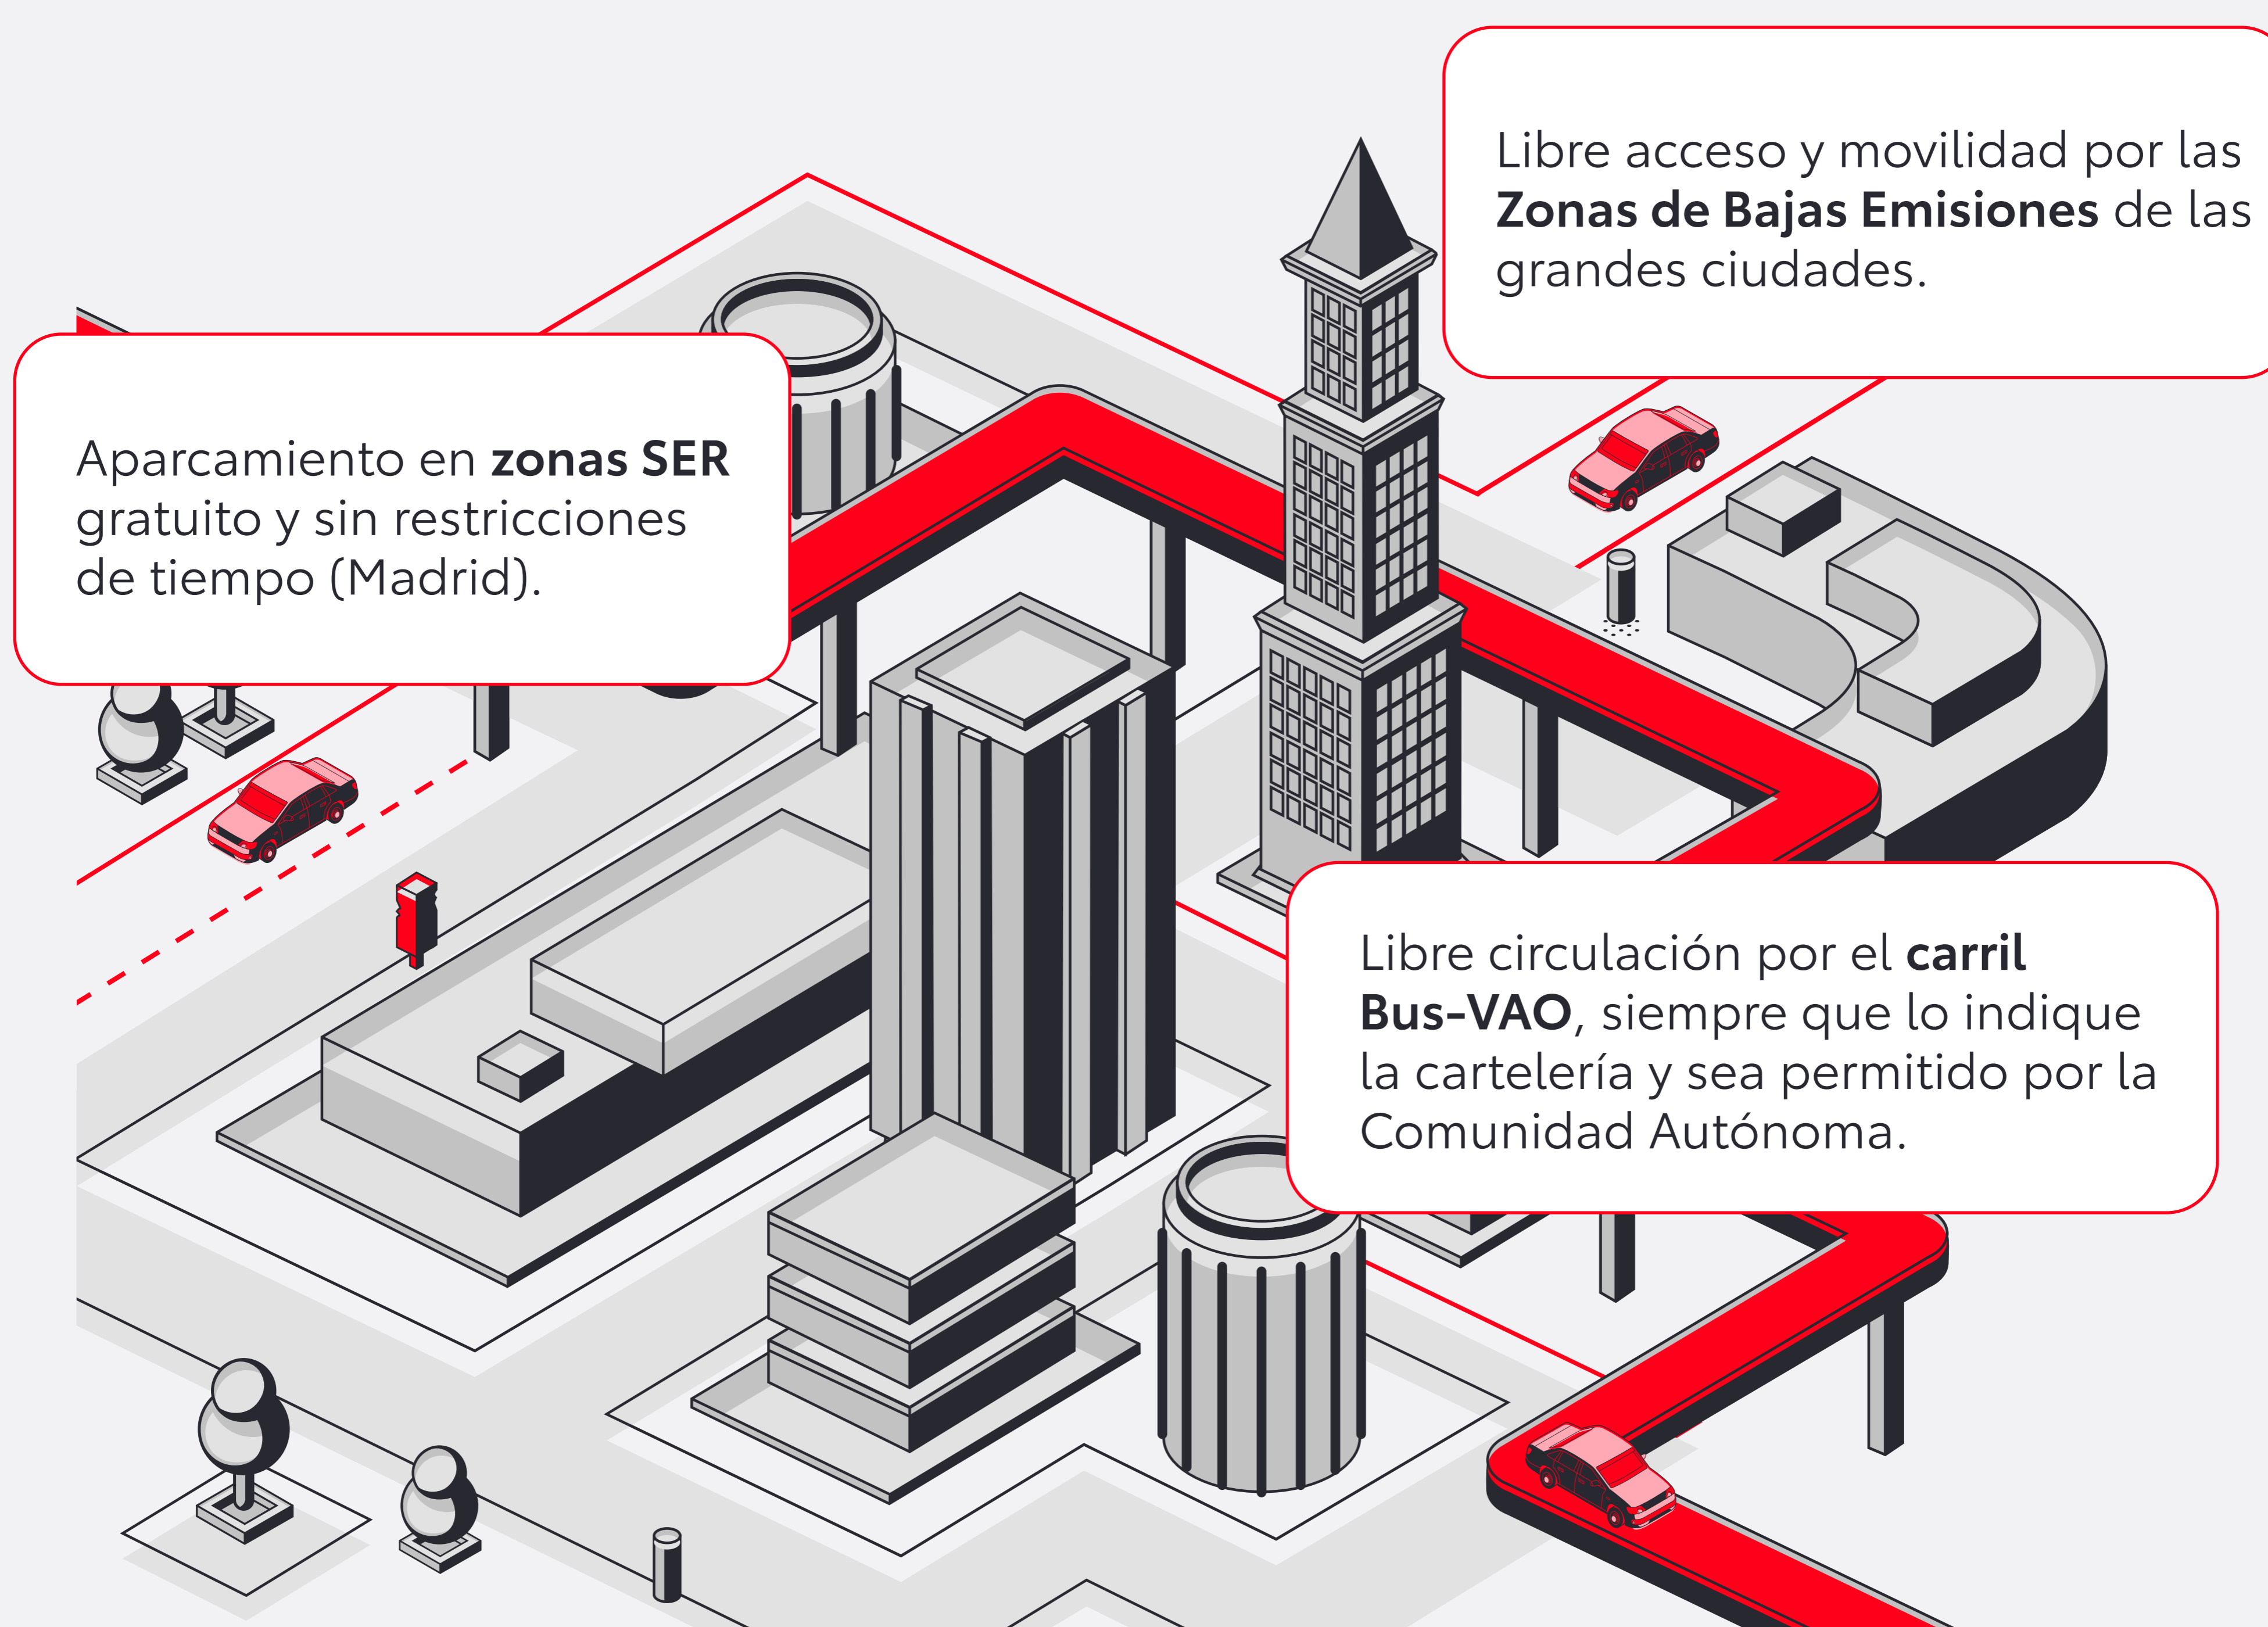 Libre acceso y movilidad por las
Zonas de Bajas Emisiones de las
grandes ciudades.
Aparcamiento en zonas SER
gratuito y sin restricciones
de tiempo (Madrid).
Libre circulación por el carril
Bus-VAO, siempre que lo indique
la cartelería y sea permitido por la
Comunidad Autónoma.